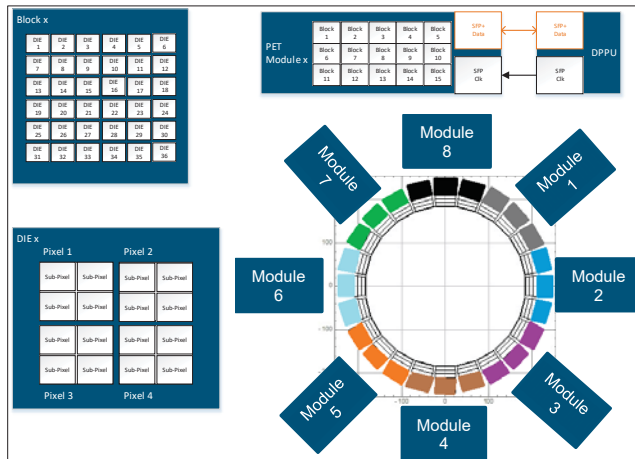 Block x
DIE 1 DIE 2 DIE 3 DIE 4 DIE 5 DIE 6
DIE 7 DIE 8 DIE 9 DIE 10 DIE 11 DIE 12
DIE 13 DIE 14 DIE 15 DIE 16 DIE 17 DIE 18
DIE 19 DIE 20 DIE 21 DIE 22 DIE 23 DIE 24
DIE 25 DIE 26 DIE 27 DIE 28 DIE 29 DIE 30
DIE 31 DIE 32 DIE 33 DIE 34 DIE 35 DIE 36
PET
Module x
Block 1 Block 2 Block 3 Block 4 Block 5
Block 6 Block 7 Block 8 Block 9 Block 10
Block 11 Block 12 Block 13 Block 14 Block 15
SFP+
Data
SFP+
Data
SFP
Clk
SFP
Clk
DPPU
DIE x
Pixel 1 Pixel 2
Sub-Pixel Sub-Pixel Sub-Pixel Sub-Pixel
Sub-Pixel Sub-Pixel Sub-Pixel Sub-Pixel
Sub-Pixel Sub-Pixel Sub-Pixel Sub-Pixel
Sub-Pixel Sub-Pixel Sub-Pixel Sub-Pixel
Pixel 3 Pixel 4
Module
8
Module
1
Module
2
Module
3
Module
4
Module
5
Module
6
Module
7
100
0
-100
-100 0 100